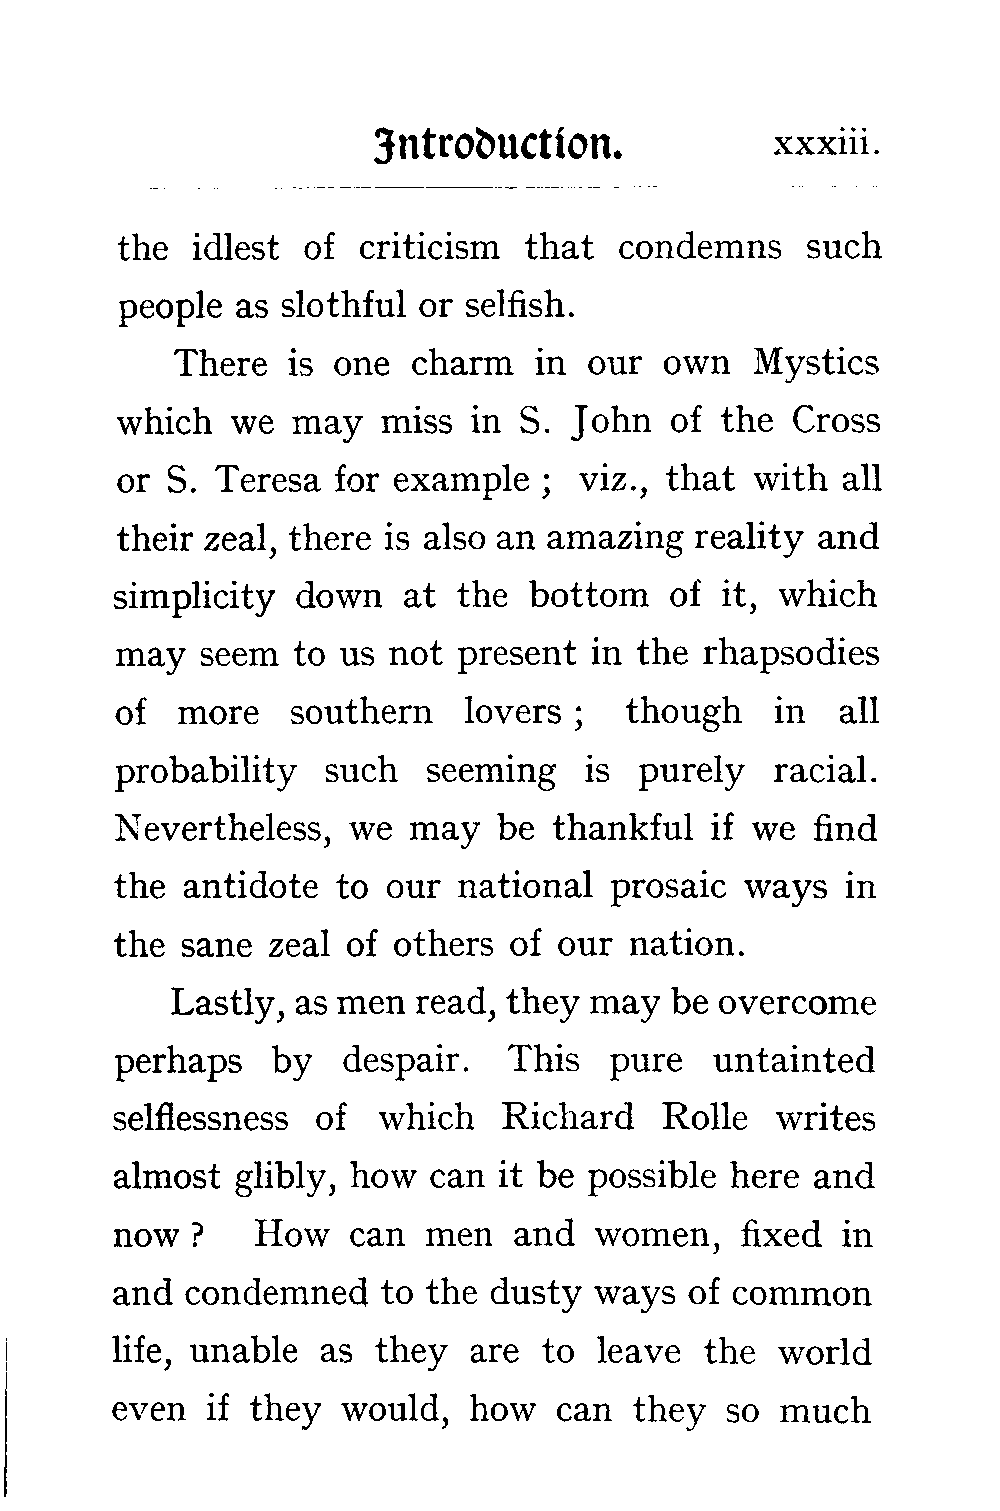 Introduction. xxxiii.
the idlest of criticism that condemns such
people as slothful or selfish.
There is one charm in our own Mystics
which we may miss in S. John of the Cross
or S. Teresa for example ; viz., that with all
their zeal, there is also an amazing reality and
simplicity down at the bottom of it, which
may seem to us not present in the rhapsodies
of more southern lovers ; though in all
probability such seeming is purely racial.
Nevertheless, we may be thankful if we find
the antidote to our national prosaic ways in
the sane zeal of others of our nation.
Lastly, as men read, they may be overcome
perhaps by despair. This pure untainted
selflessness of which Richard Rolle writes
almost glibly, how can it be possible here and
now ? How can men and women, fixed in
and condemned to the dusty ways of common
life, unable as they are to leave the world
even if they would, how can they so much